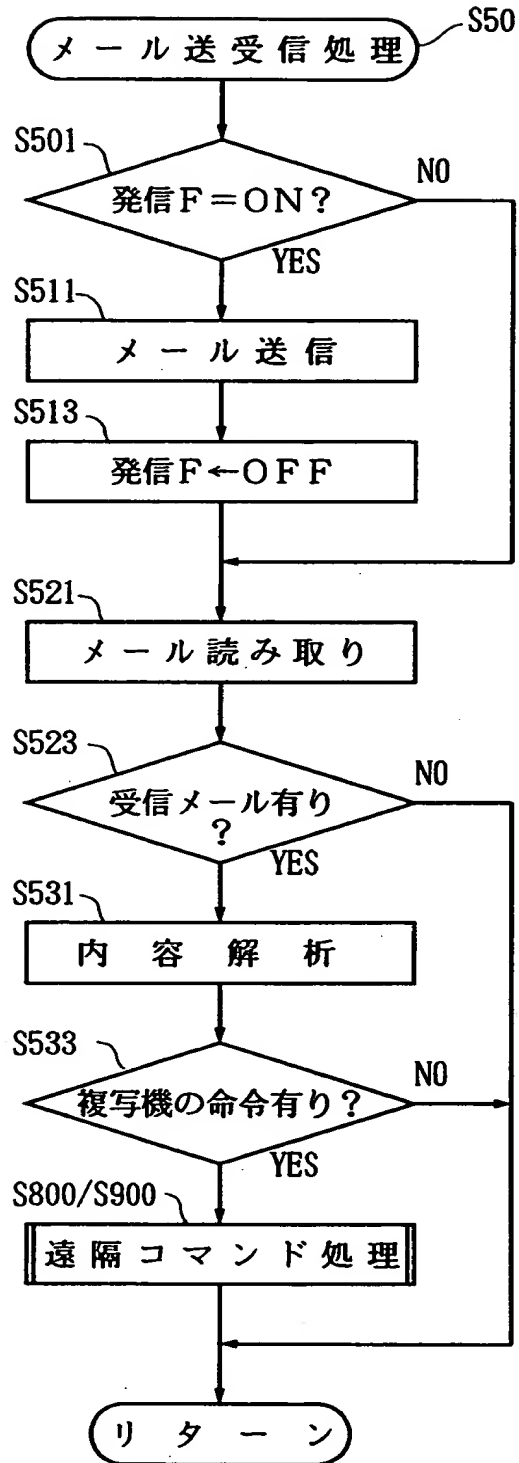 S50
メール送受信処理
S501
発信F=ON?
NO
YES
S511
メール送信
S513
発信F←OFF
S521
メール読み取り
S523
受信メール有り
?
NO
YES
S531
内容解析
S533
複写機の命令有り?
NO
YES
S800/S900
遠隔コマンド処理
リターン